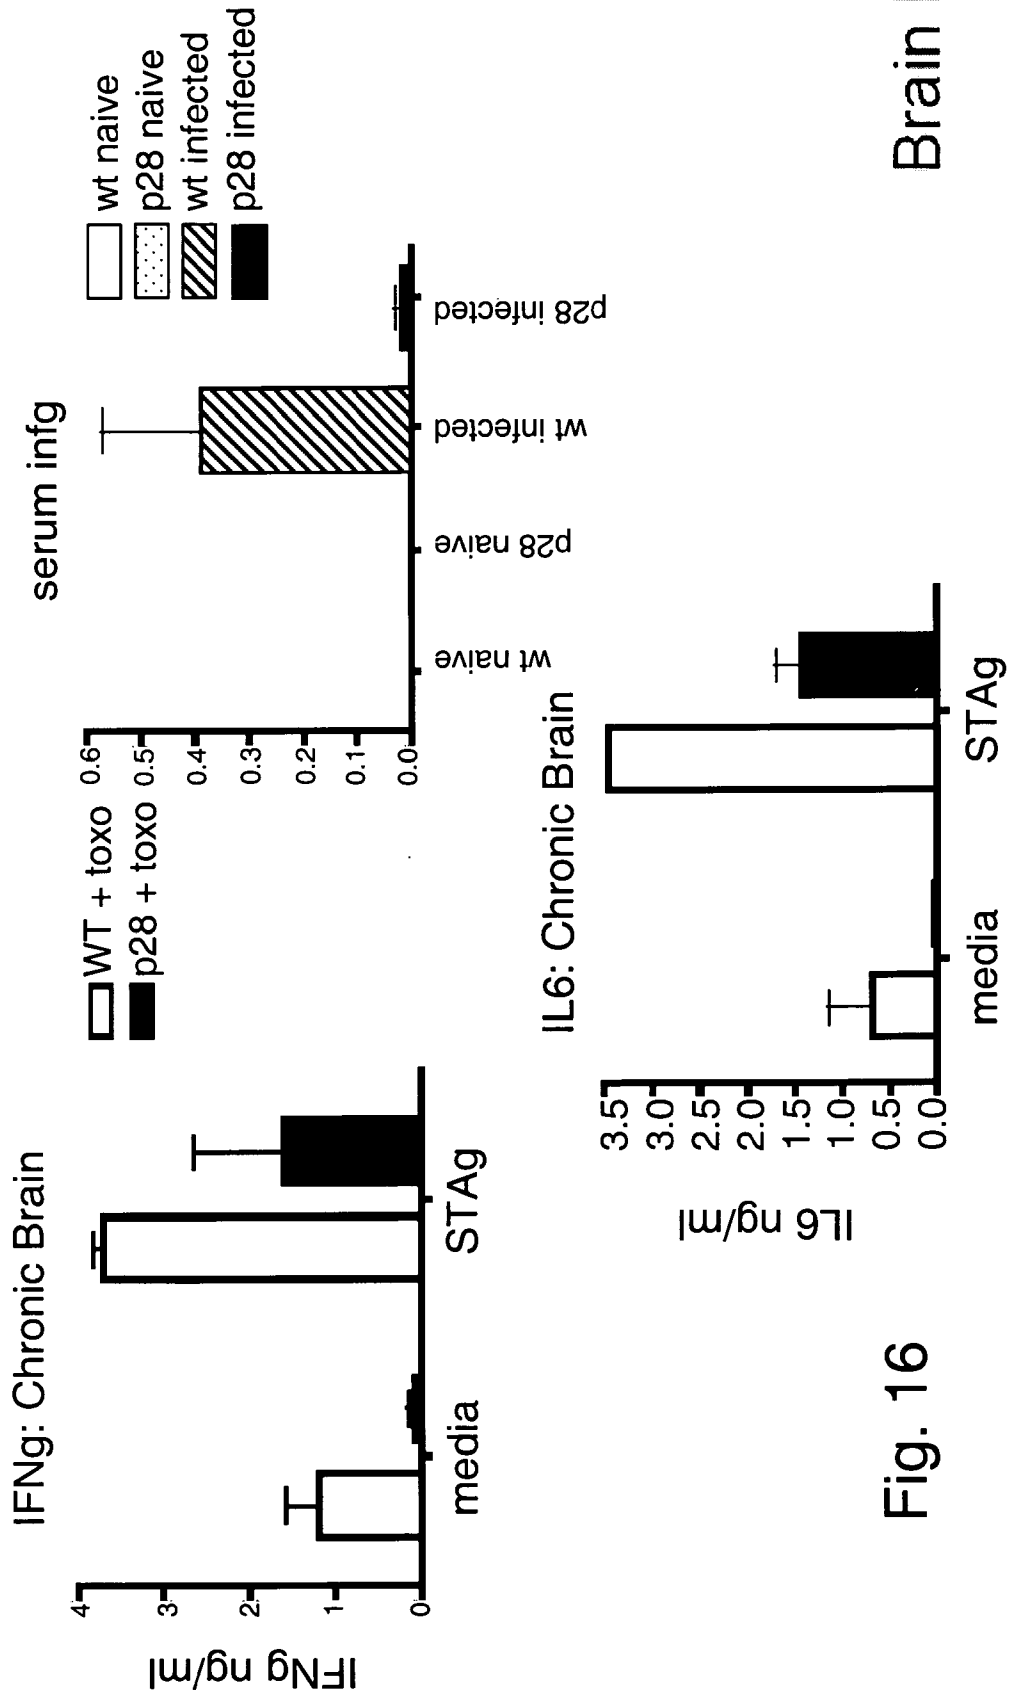 IFNg: Chronic Brain
IFNg ng/ml
4
3
2
1
0
media
STAg
WT + toxo
p28 + toxo
serum infg
0.6
0.5
0.4
0.3
0.2
0.1
0.0
wt naive
p28 naive
wt infected
p28 infected
wt naive
p28 naive
wt infected
p28 infected
IL6: Chronic Brain
IL6 ng/ml
3.5
3.0
2.5
2.0
1.5
1.0
0.5
0.0
media
STAg
Fig. 16
Brain